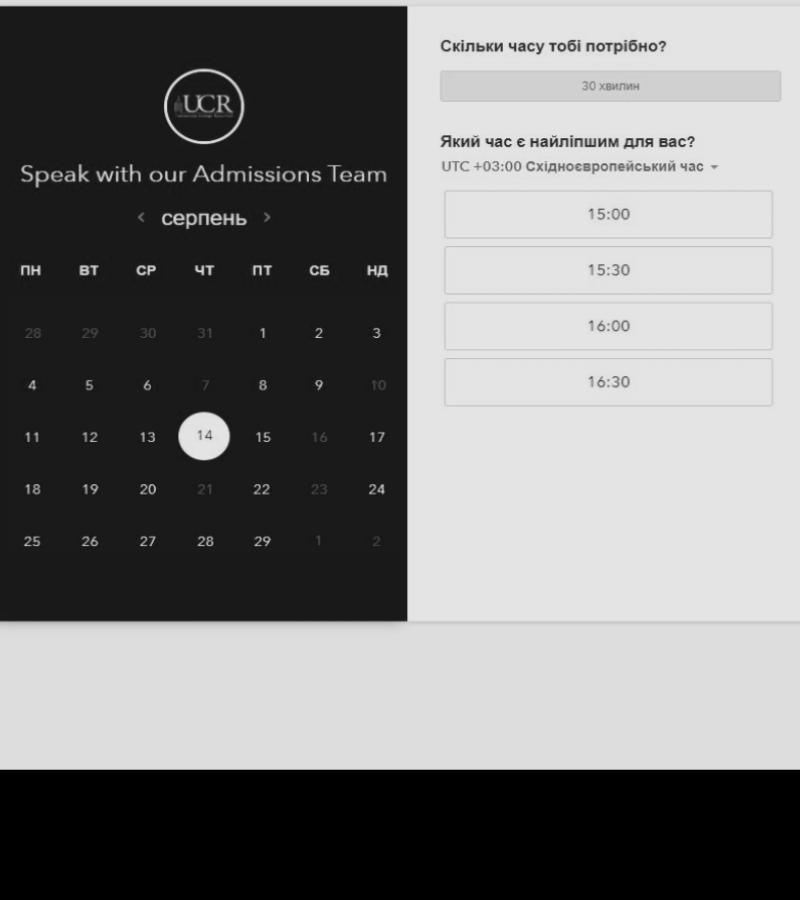 UCR
Speak with our Admissions Team
< серпень >
ПН ВТ СР ЧТ ПТ СБ НД
28 29 30 31 1 2 3
4 5 6 7 8 9 10
11 12 13 14 15 16 17
18 19 20 21 22 23 24
25 26 27 28 29 1 2
Скільки часу тобі потрібно?
30 хвилин
Який час є найліпшим для вас?
UTC +03:00 Східноєвропейський час
15:00
15:30
16:00
16:30